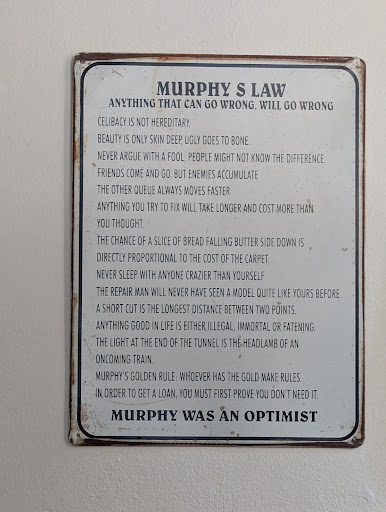 MURPHY S LAW
ANYTHING THAT CAN GO WRONG, WILL GO WRONG
CELIBACY IS NOT HEREDITARY.
BEAUTY IS ONLY SKIN DEEP, UGLY GOES TO BONE.
NEVER ARGUE WITH A FOOL, PEOPLE MIGHT NOT KNOW THE DIFFERENCE
FRIENDS COME AND GO, BUT ENEMIES ACCUMULATE
THE OTHER QUEUE ALWAYS MOVES FASTER
ANYTHING YOU TRY TO FIX WILL TAKE LONGER AND COST MORE THAN
YOU THOUGHT.
THE CHANCE OF A SLICE OF BREAD FALLING BUTTER SIDE DOWN IS
DIRECTLY PROPORTIONAL TO THE COST OF THE CARPET.
NEVER SLEEP WITH ANYONE CRAZIER THAN YOURSELF
THE REPAIR MAN WILL NEVER HAVE SEEN A MODEL QUITE LIKE YOURS BEFORE
A SHORT CUT IS THE LONGEST DISTANCE BETWEEN TWO POINTS.
ANYTHING GOOD IN LIFE IS EITHER ILLEGAL, IMMORTAL OR FATENING.
THE LIGHT AT THE END OF THE TUNNEL IS THE HEADLAMB OF AN
ONCOMING TRAIN.
MURPHY'S GOLDEN RULE: WHOEVER HAS THE GOLD MAKE RULES
IN ORDER TO GET A LOAN, YOU MUST FIRST PROVE YOU DON'T NEED IT.
MURPHY WAS AN OPTIMIST